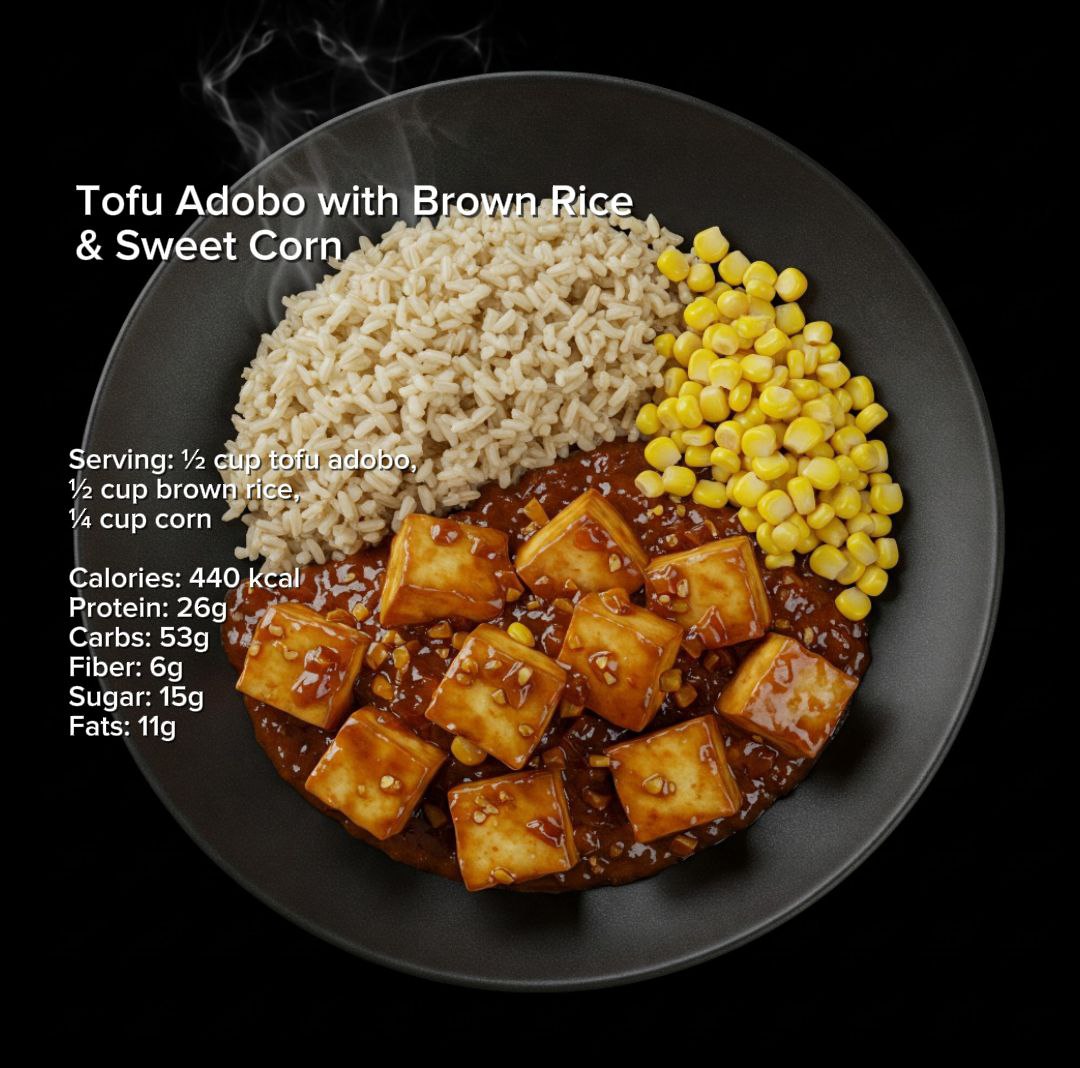 Tofu Adobo with Brown Rice
& Sweet Corn
Serving: ½ cup tofu adobo,
½ cup brown rice,
¼ cup corn
Calories: 440 kcal
Protein: 26g
Carbs: 53g
Fiber: 6g
Sugar: 15g
Fats: 11g